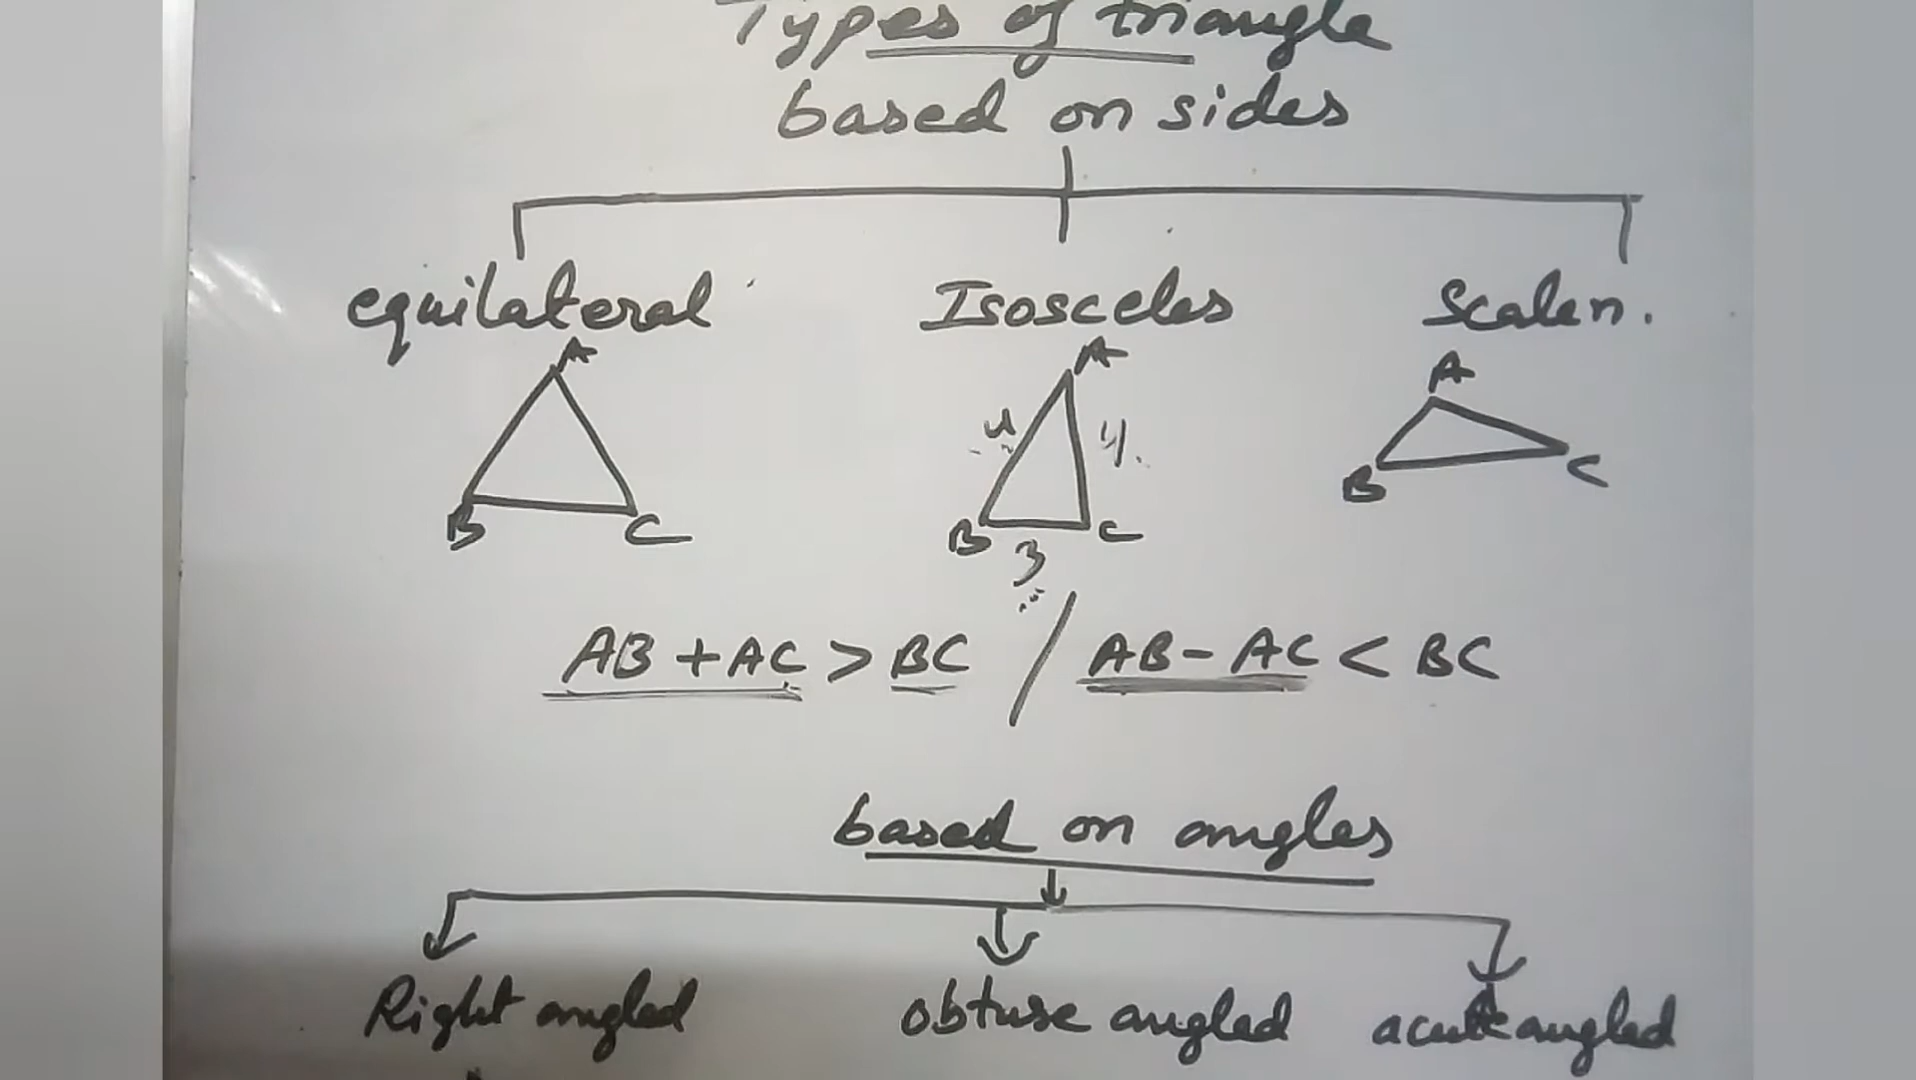 Types of triangle
based on sides
equilateral Isosceles Scalen.
A A A
4 4.
B C B C B C
3
AB + AC > BC / AB - AC < BC
based on angles
Right angled obtuse angled acute angled